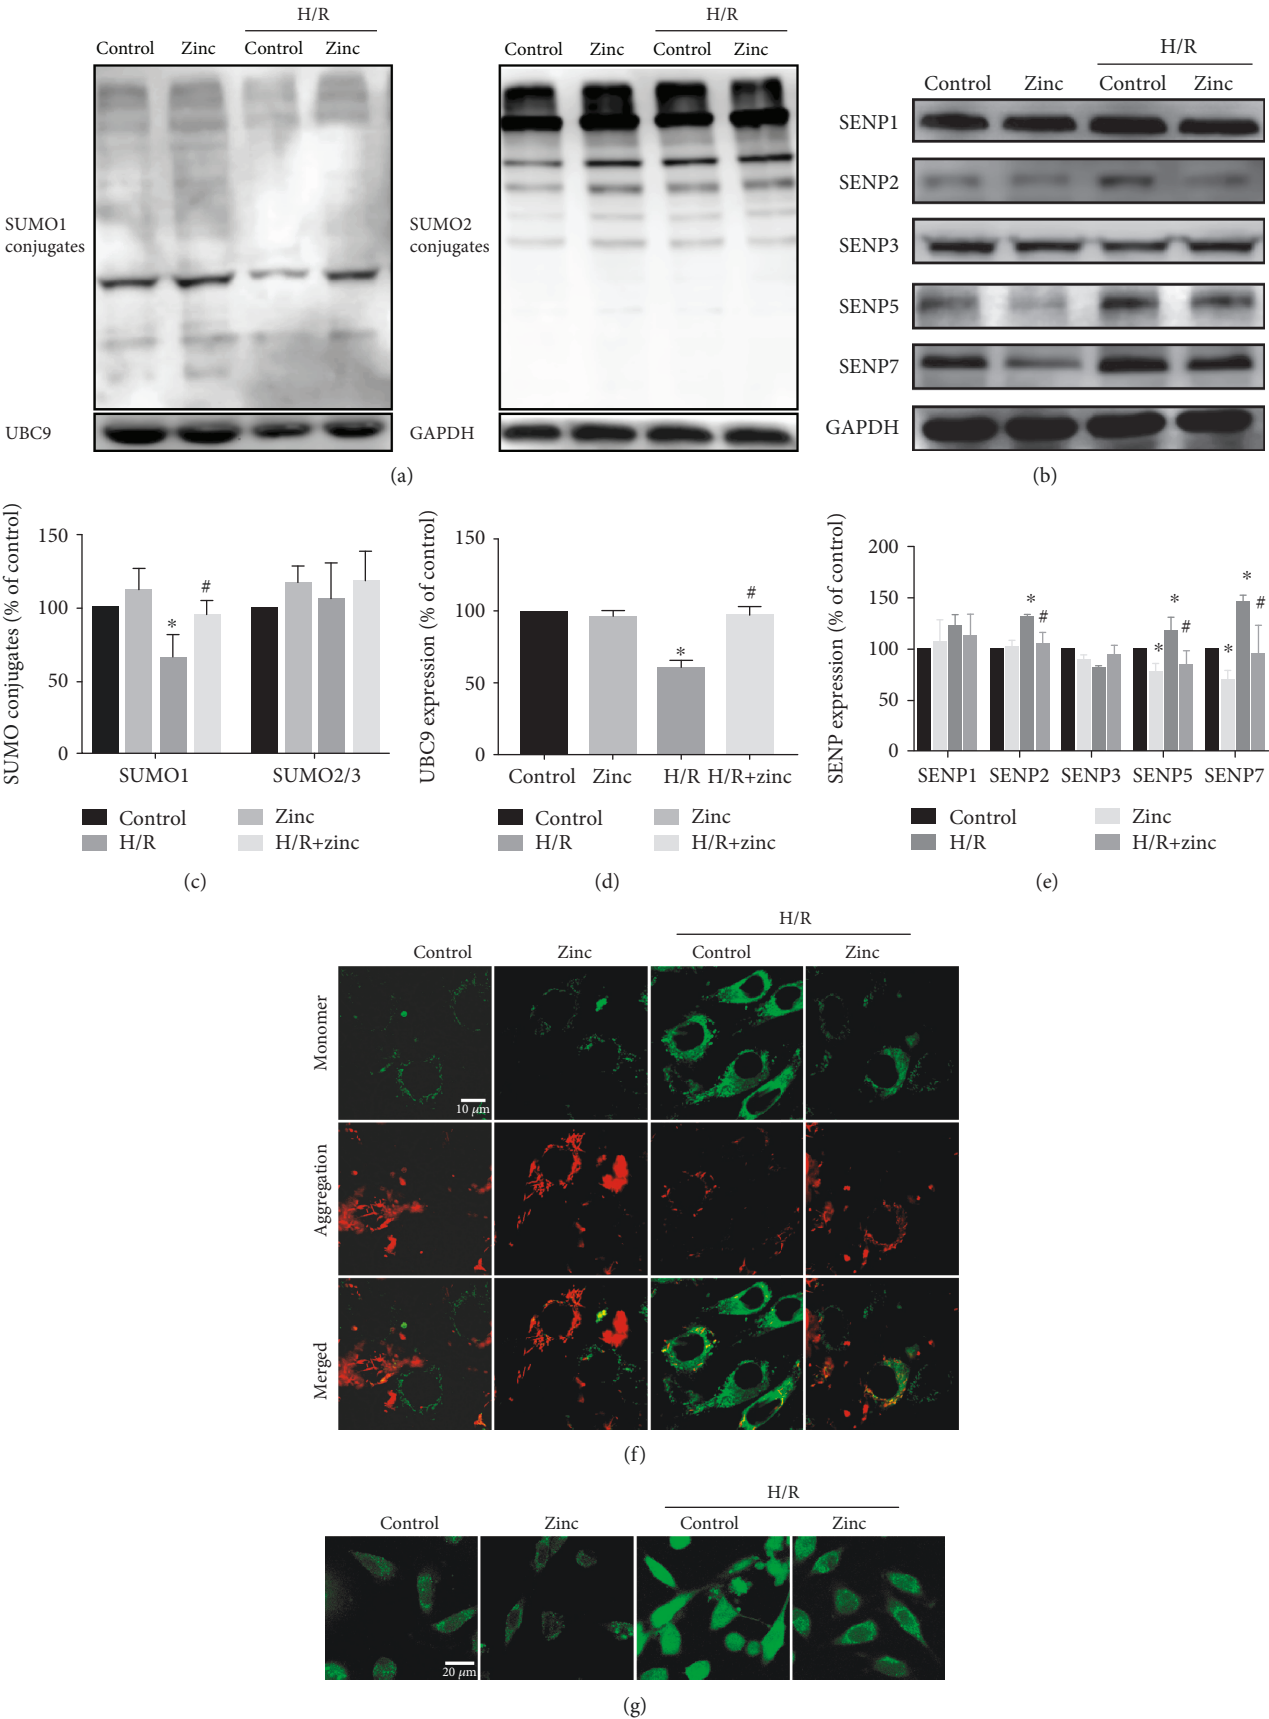 H/R
Control Zinc Control Zinc
SUMO1
conjugates
UBC9
H/R
Control Zinc Control Zinc
SUMO2
conjugates
GAPDH
(a)
H/R
Control Zinc Control Zinc
SENP1
SENP2
SENP3
SENP5
SENP7
GAPDH
(b)
SUMO conjugates (% of control)
150
100
50
0
#
*
SUMO1 SUMO2/3
Control Zinc
H/R H/R+zinc
(c)
UBC9 expression (% of control)
150
100
50
0
#
*
Control Zinc H/R H/R+zinc
Control Zinc
H/R H/R+zinc
(d)
SENP expression (% of control)
200
150
100
50
0
* # * * # * * #
SENP1 SENP2 SENP3 SENP5 SENP7
Control Zinc
H/R H/R+zinc
(e)
H/R
Control Zinc Control Zinc
Monomer
10 μm
Aggregation
Merged
(f)
H/R
Control Zinc Control Zinc
20 μm
(g)